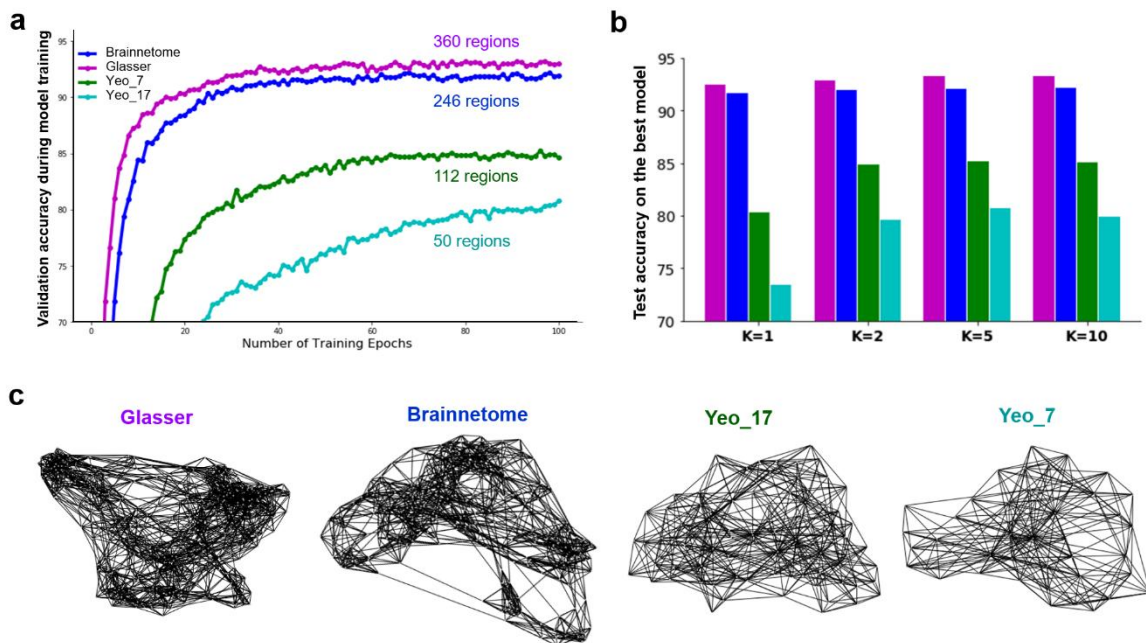 a
Validation accuracy during model training
95
90
85
80
75
70
Brainnetome
Glasser
Yeo_7
Yeo_17
360 regions
246 regions
112 regions
50 regions
0
20
40
60
80
100
Number of Training Epochs
b
Test accuracy on the best model
95
90
85
80
75
70
K=1
K=2
K=5
K=10
c
Glasser
Brainnetome
Yeo_17
Yeo_7